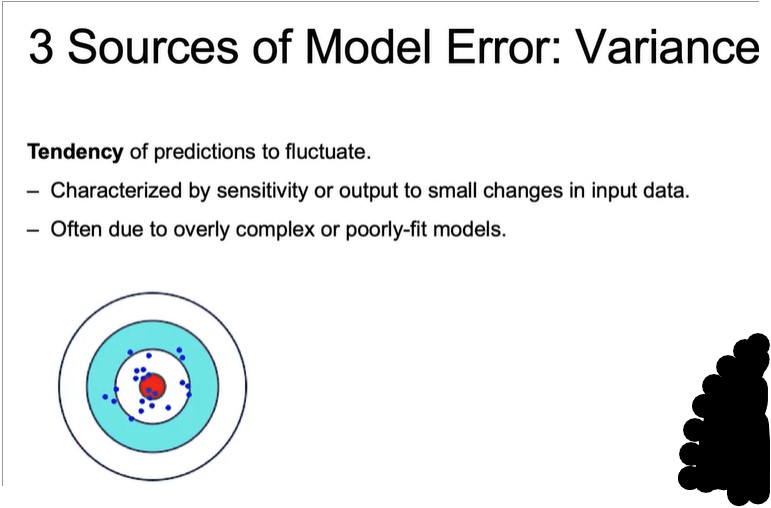 3 Sources of Model Error: Variance
Tendency of predictions to fluctuate.
– Characterized by sensitivity or output to small changes in input data.
– Often due to overly complex or poorly-fit models.